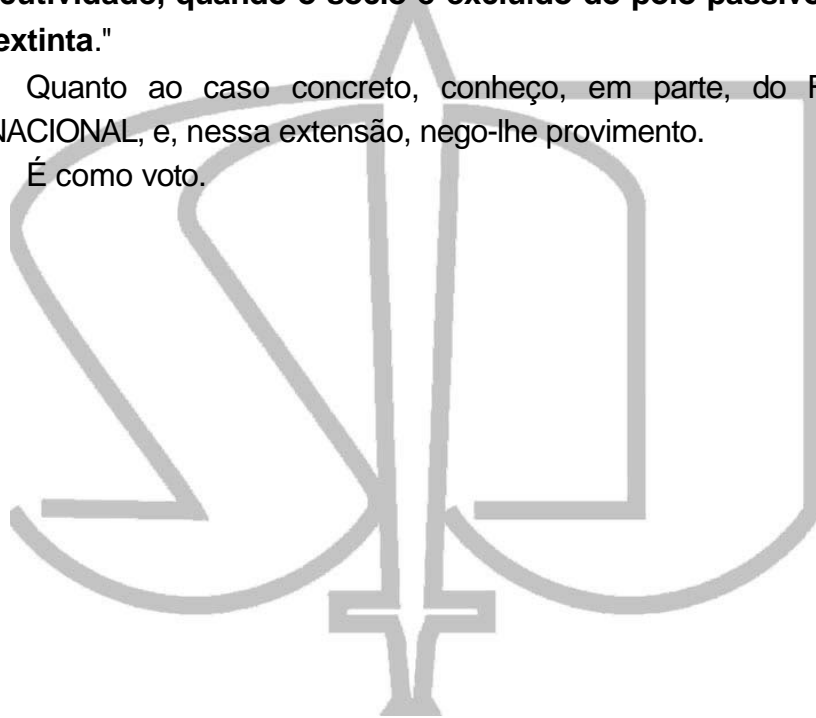 quando o sócio é excluído do polo passivo
extinta."
Quanto ao caso concreto, conheço, em parte, do
NACIONAL, e, nessa extensão, nego-lhe provimento.
É como voto.